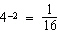 4⁻² = 1/16